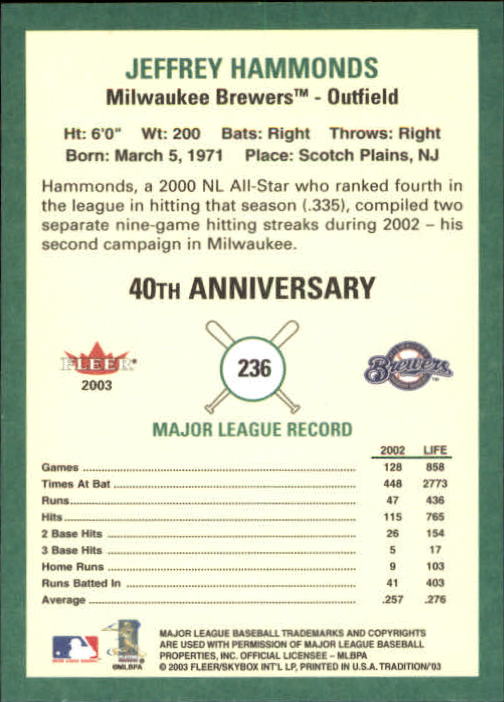 JEFFREY HAMMONDS
Milwaukee Brewers™ - Outfield
Ht: 6'0" Wt: 200 Bats: Right Throws: Right
Born: March 5, 1971 Place: Scotch Plains, NJ
Hammonds, a 2000 NL All-Star who ranked fourth in
the league in hitting that season (.335), compiled two
separate nine-game hitting streaks during 2002 – his
second campaign in Milwaukee.
40TH ANNIVERSARY
FLEER®
2003
236
Brewers™
MAJOR LEAGUE RECORD
2002 LIFE
Games 128 858
Times At Bat 448 2773
Runs 47 436
Hits 115 765
2 Base Hits 26 154
3 Base Hits 5 17
Home Runs 9 103
Runs Batted In 41 403
Average .257 .276
©MLBPA
MAJOR LEAGUE BASEBALL TRADEMARKS AND COPYRIGHTS
ARE USED WITH PERMISSION OF MAJOR LEAGUE BASEBALL
PROPERTIES, INC. OFFICIAL LICENSEE - MLBPA
© 2003 FLEER/SKYBOX INT'L LP, PRINTED IN U.S.A. TRADITION/'03